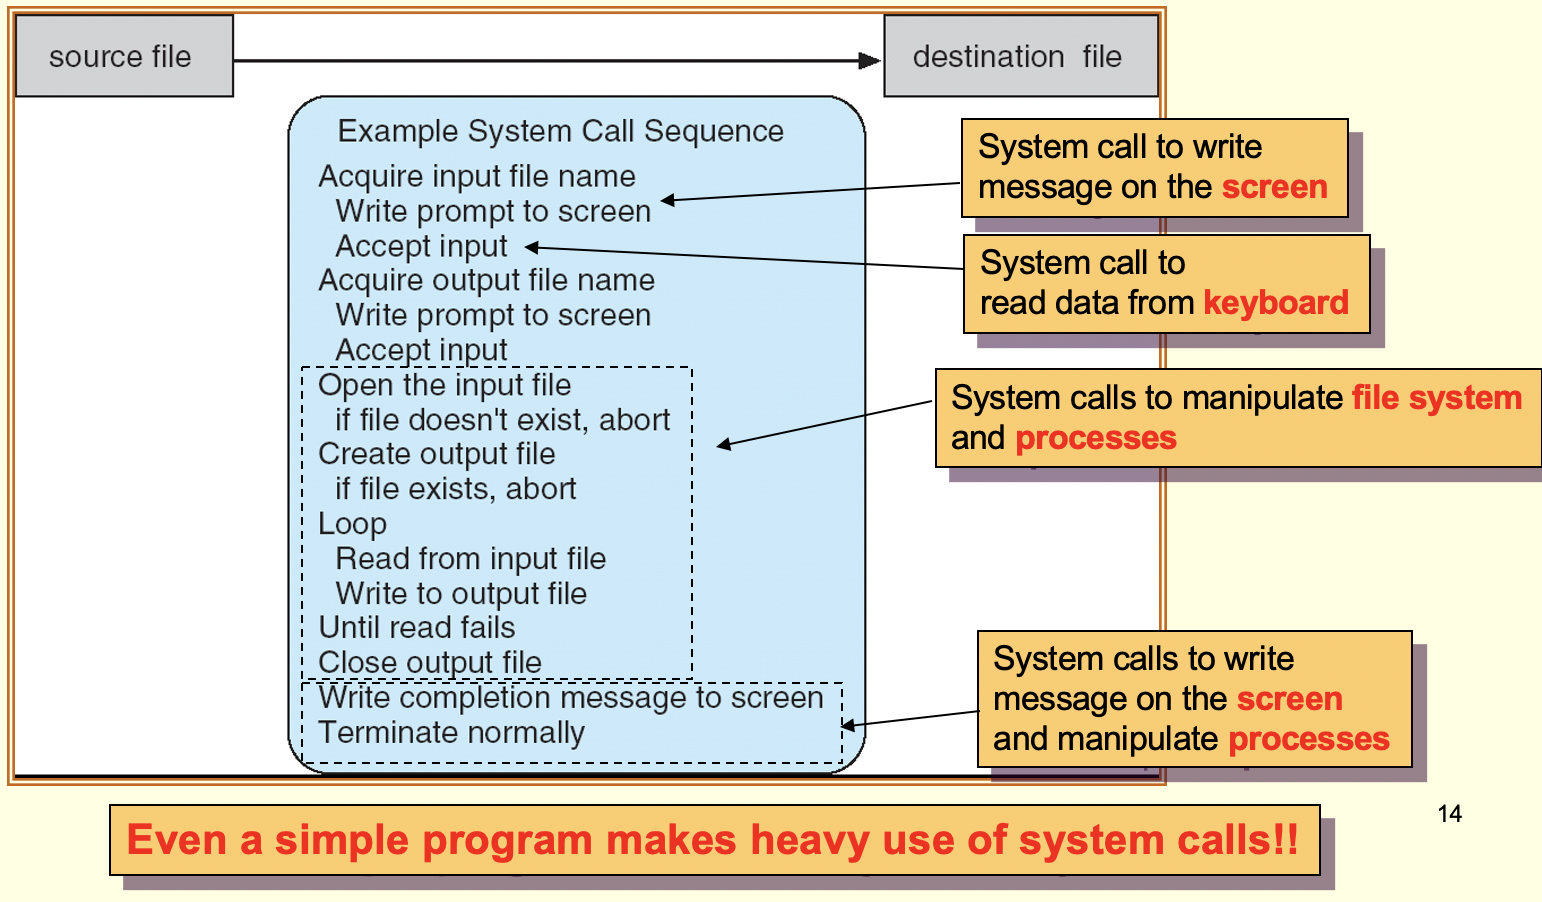 source file
destination file
Example System Call Sequence
Acquire input file name
Write prompt to screen
Accept input
Acquire output file name
Write prompt to screen
Accept input
Open the input file
if file doesn't exist, abort
Create output file
if file exists, abort
Loop
Read from input file
Write to output file
Until read fails
Close output file
Write completion message to screen
Terminate normally
System call to write
message on the screen
System call to
read data from keyboard
System calls to manipulate file system
and processes
System calls to write
message on the screen
and manipulate processes
14
Even a simple program makes heavy use of system calls!!